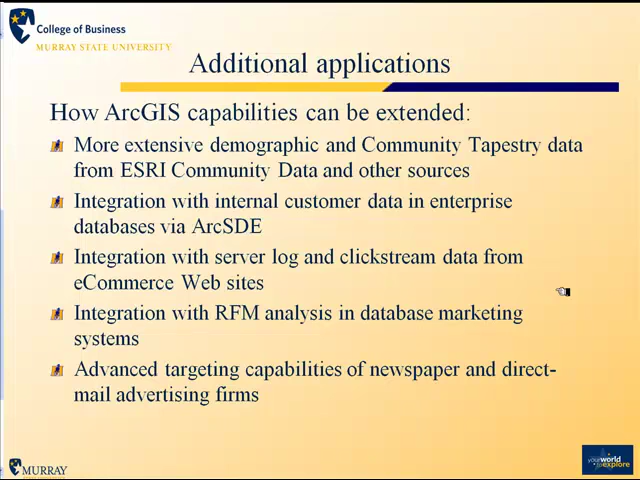 College of Business
MURRAY STATE UNIVERSITY
Additional applications
How ArcGIS capabilities can be extended:
More extensive demographic and Community Tapestry data
from ESRI Community Data and other sources
Integration with internal customer data in enterprise
databases via ArcSDE
Integration with server log and clickstream data from
eCommerce Web sites
Integration with RFM analysis in database marketing
systems
Advanced targeting capabilities of newspaper and direct-
mail advertising firms
MURRAY
your world
to explore